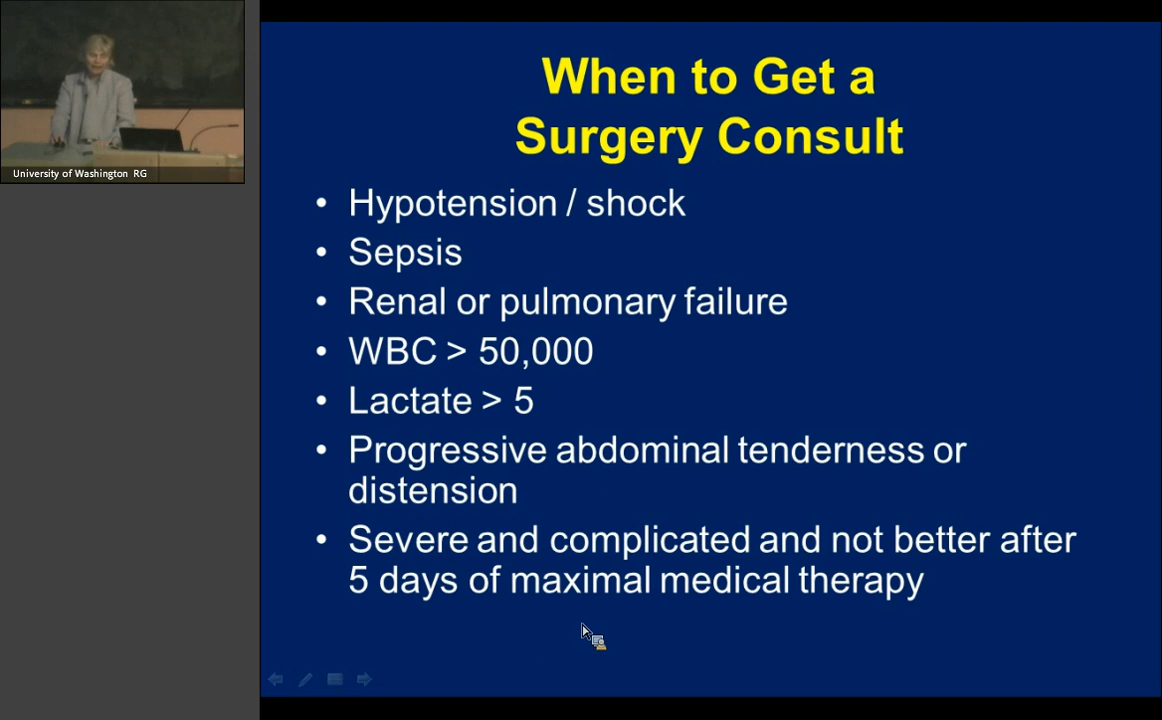 University of Washington RG
When to Get a
Surgery Consult
• Hypotension / shock
• Sepsis
• Renal or pulmonary failure
• WBC > 50,000
• Lactate > 5
• Progressive abdominal tenderness or
distension
• Severe and complicated and not better after
5 days of maximal medical therapy